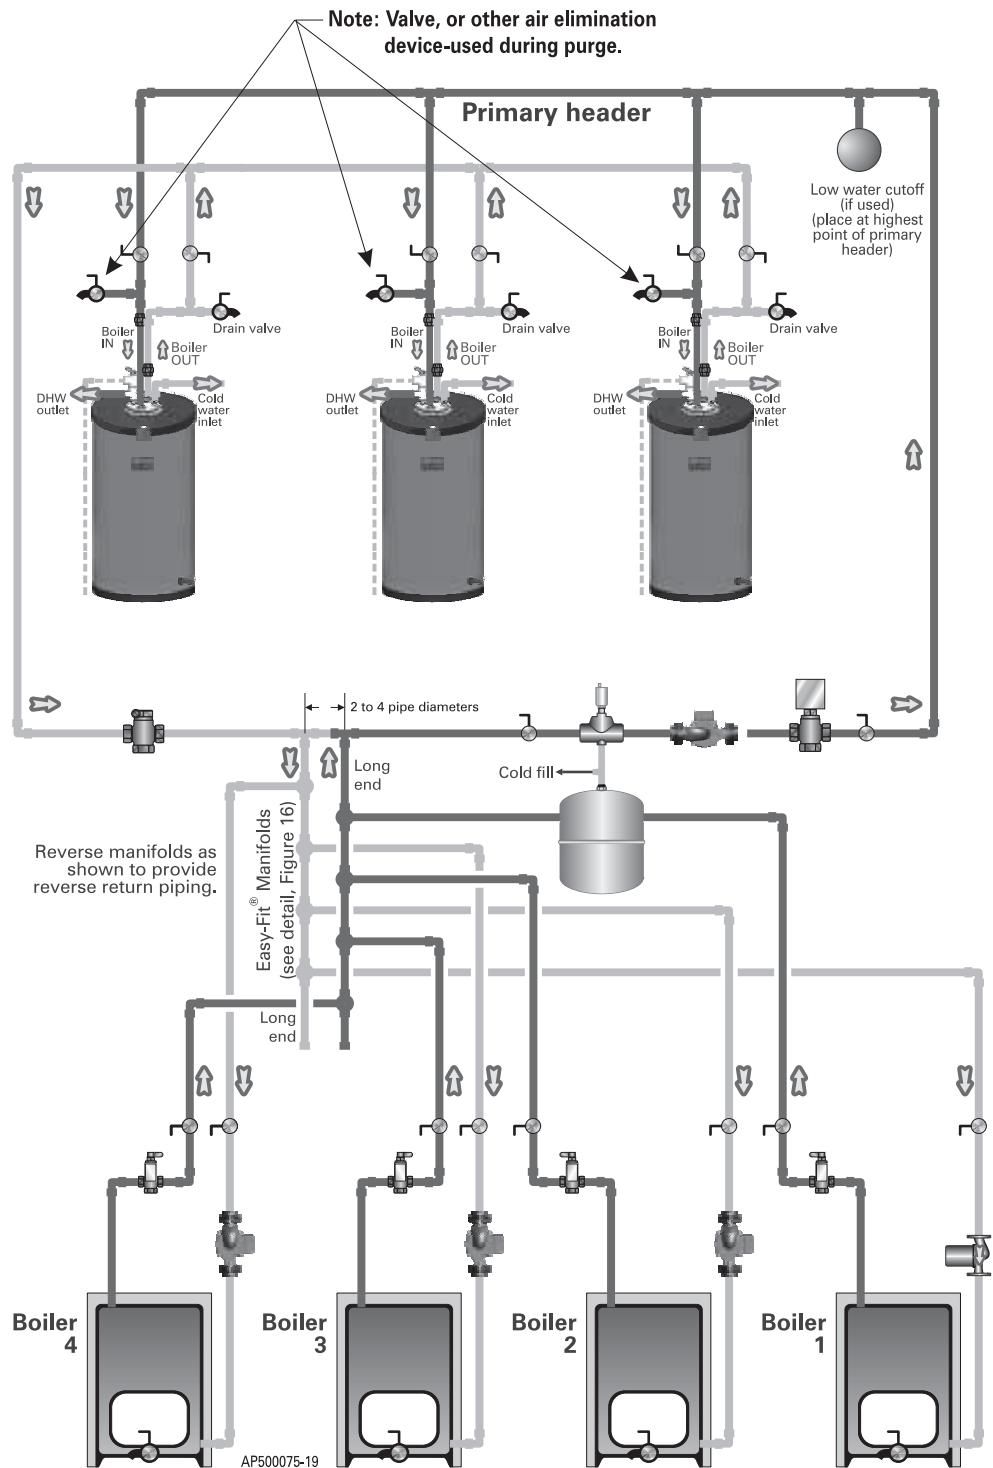 Note: Valve, or other air elimination
device-used during purge.
Primary header
Low water cutoff
(if used)
(place at highest
point of primary
header)
Boiler
IN
Boiler
OUT
Drain valve
DHW
outlet
Cold
water
inlet
Boiler
IN
Boiler
OUT
Drain valve
DHW
outlet
Cold
water
inlet
Boiler
IN
Boiler
OUT
Drain valve
DHW
outlet
Cold
water
inlet
2 to 4 pipe diameters
Long
end
Cold fill
Reverse manifolds as
shown to provide
reverse return piping.
Easy-Fit® Manifolds
(see detail, Figure 16)
Long
end
Boiler
4
Boiler
3
Boiler
2
Boiler
1
AP500075-19